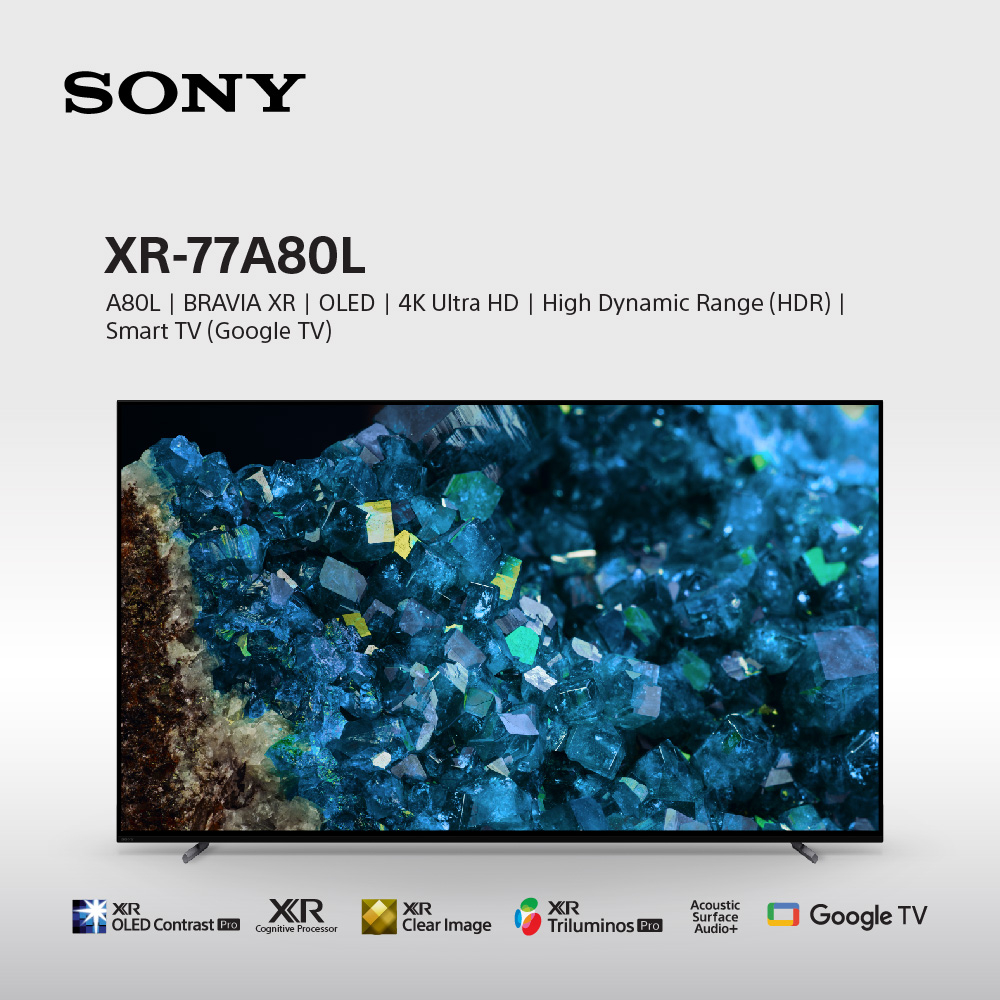 SONY
XR-77A80L
A80L | BRAVIA XR | OLED | 4K Ultra HD | High Dynamic Range (HDR) |
Smart TV (Google TV)
XR
OLED Contrast Pro
XR
Cognitive Processor
XR
Clear Image
XR
Triluminos Pro
Acoustic
Surface
Audio+
Google TV